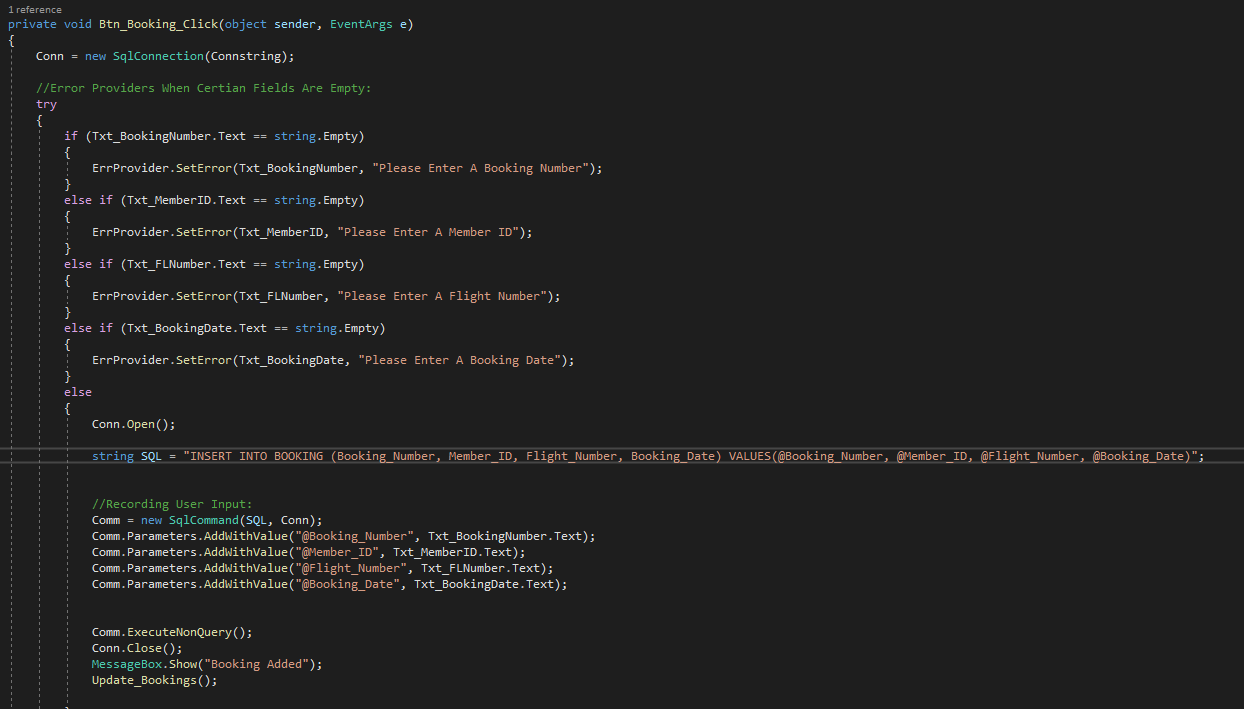 1 reference
private void Btn_Booking_Click(object sender, EventArgs e)
{
Conn = new SqlConnection(Connstring);
//Error Providers When Certian Fields Are Empty:
try
{
if (Txt_BookingNumber.Text == string.Empty)
{
ErrProvider.SetError(Txt_BookingNumber, "Please Enter A Booking Number");
}
else if (Txt_MemberID.Text == string.Empty)
{
ErrProvider.SetError(Txt_MemberID, "Please Enter A Member ID");
}
else if (Txt_FLNumber.Text == string.Empty)
{
ErrProvider.SetError(Txt_FLNumber, "Please Enter A Flight Number");
}
else if (Txt_BookingDate.Text == string.Empty)
{
ErrProvider.SetError(Txt_BookingDate, "Please Enter A Booking Date");
}
else
{
Conn.Open();
string SQL = "INSERT INTO BOOKING (Booking_Number, Member_ID, Flight_Number, Booking_Date) VALUES(@Booking_Number, @Member_ID, @Flight_Number, @Booking_Date)";
//Recording User Input:
Comm = new SqlCommand(SQL, Conn);
Comm.Parameters.AddWithValue("@Booking_Number", Txt_BookingNumber.Text);
Comm.Parameters.AddWithValue("@Member_ID", Txt_MemberID.Text);
Comm.Parameters.AddWithValue("@Flight_Number", Txt_FLNumber.Text);
Comm.Parameters.AddWithValue("@Booking_Date", Txt_BookingDate.Text);
Comm.ExecuteNonQuery();
Conn.Close();
MessageBox.Show("Booking Added");
Update_Bookings();